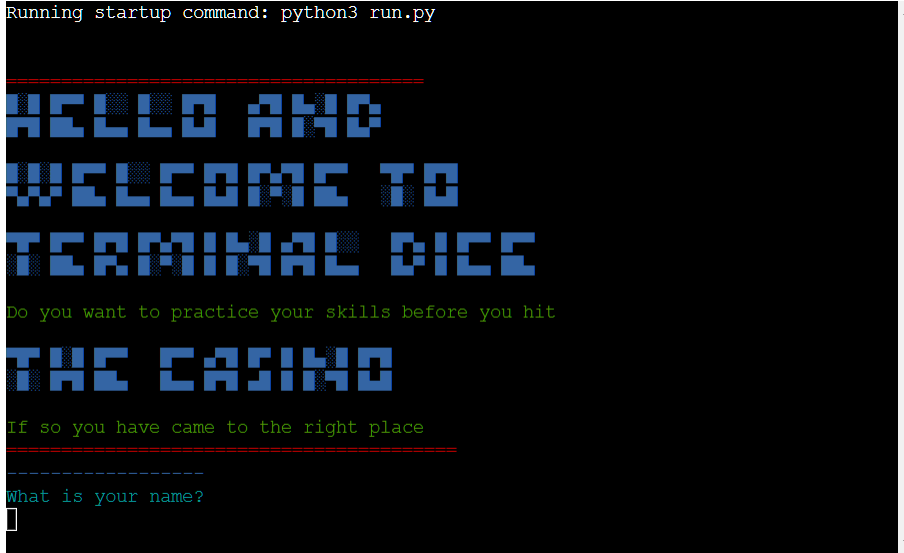 Running startup command: python3 run.py
========================================
HELLO AND
WELCOME TO
TERMINAL DICE
Do you want to practice your skills before you hit
THE CASINO
If so you have came to the right place
===========================================
------------------
What is your name?